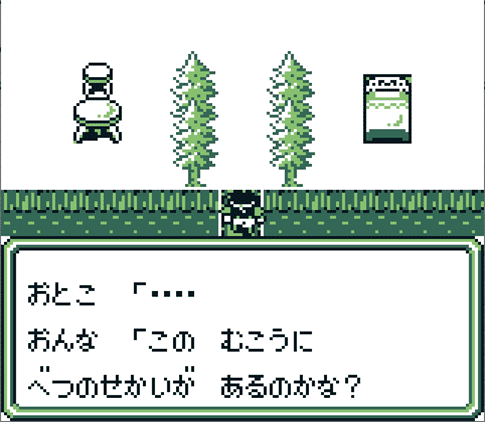 おとこ 「・・・・
おんな 「この むこうに
べつのせかいが あるのかな?